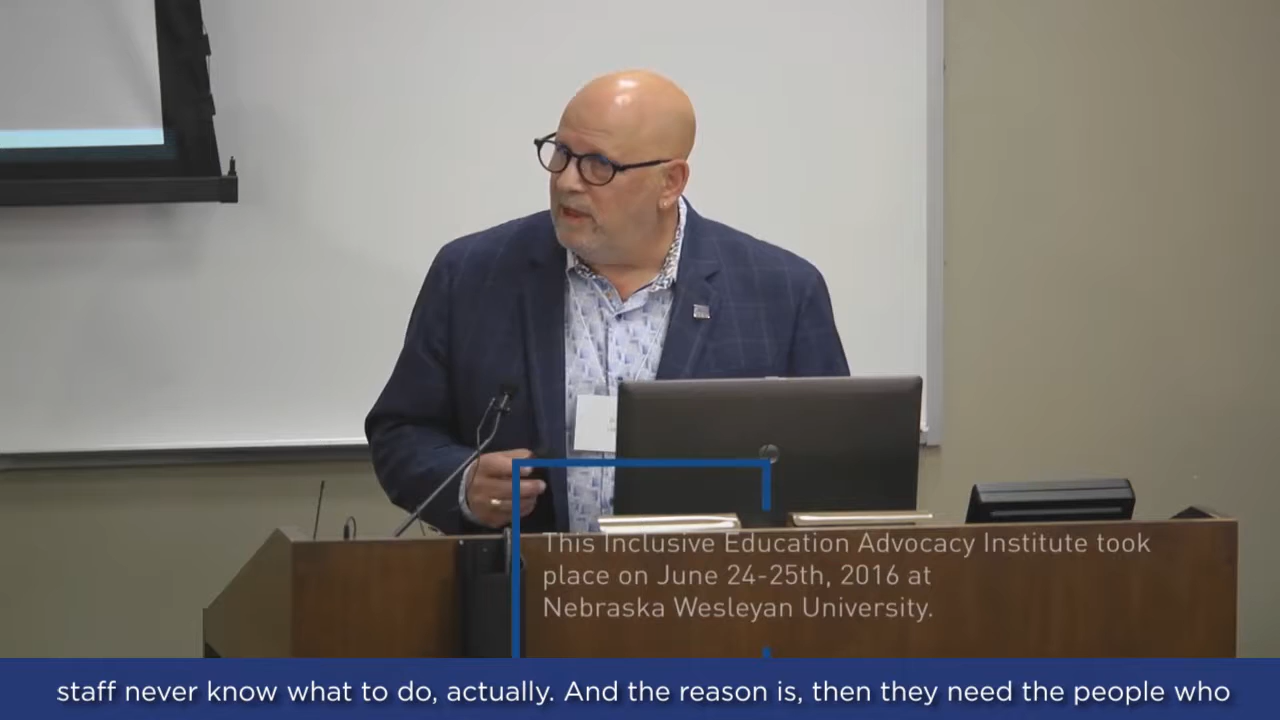 This Inclusive Education Advocacy Institute took
place on June 24-25th, 2016 at
Nebraska Wesleyan University.
staff never know what to do, actually. And the reason is, then they need the people who